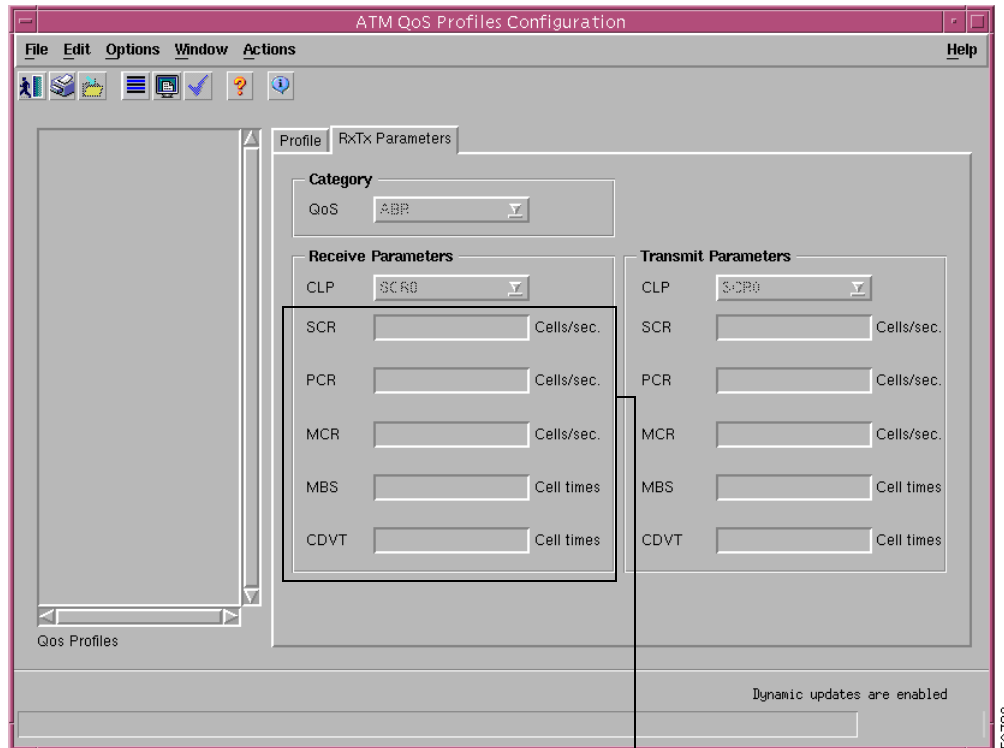 ATM QoS Profiles Configuration
File Edit Options Window Actions Help
Profile RxTx Parameters
Category
QoS ABR
Receive Parameters Transmit Parameters
CLP SCR0 CLP SCR0
SCR Cells/sec. SCR Cells/sec.
PCR Cells/sec. PCR Cells/sec.
MCR Cells/sec. MCR Cells/sec.
MBS Cell times MBS Cell times
CDVT Cell times CDVT Cell times
Qos Profiles
Dynamic updates are enabled